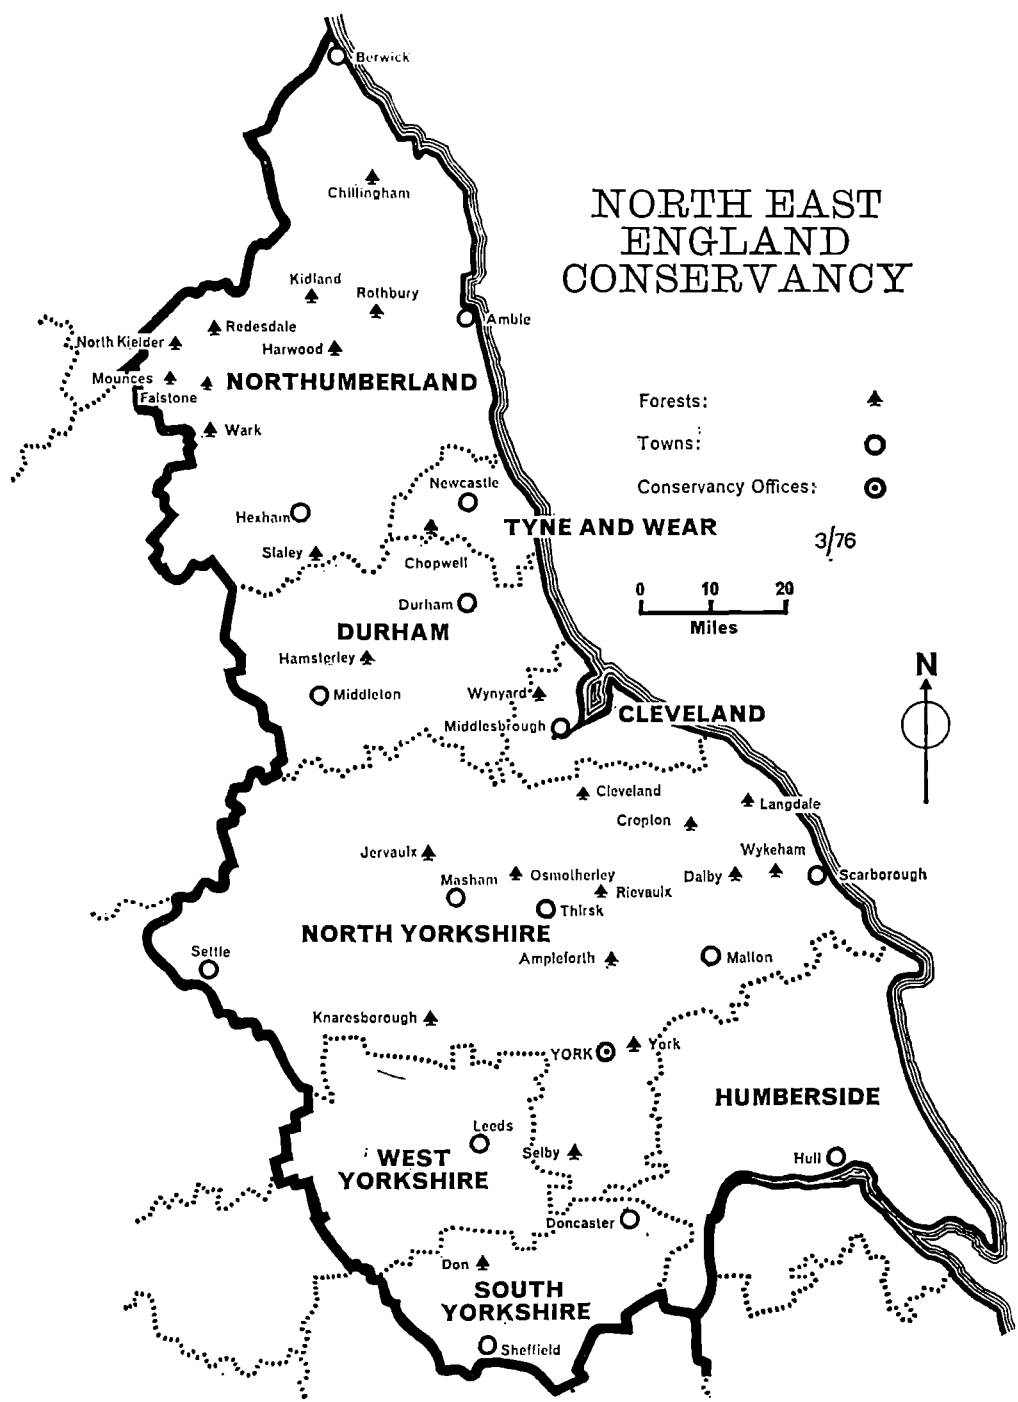 Berwick
Chillingham
NORTH EAST
ENGLAND
CONSERVANCY
Kidland
Rothbury
Redesdale
Amble
North Kielder
Harwood
Mounces
NORTHUMBERLAND
Falstone
Wark
Forests:
Towns:
Conservancy Offices:
3/76
Newcastle
Hexham
TYNE AND WEAR
Slaley
Chopwell
0 10 20
Miles
Durham
DURHAM
Hamsterley
Middleton
Wynyard
N
CLEVELAND
Middlesbrough
Cleveland
Langdale
Cropton
Wykeham
Jervaulx
Masham
Osmotherley
Dalby
Scarborough
Rievaulx
Thirsk
NORTH YORKSHIRE
Settle
Ampleforth
Malton
Knaresborough
YORK
York
HUMBERSIDE
Leeds
Selby
Hull
WEST
YORKSHIRE
Doncaster
Don
SOUTH
YORKSHIRE
Sheffield